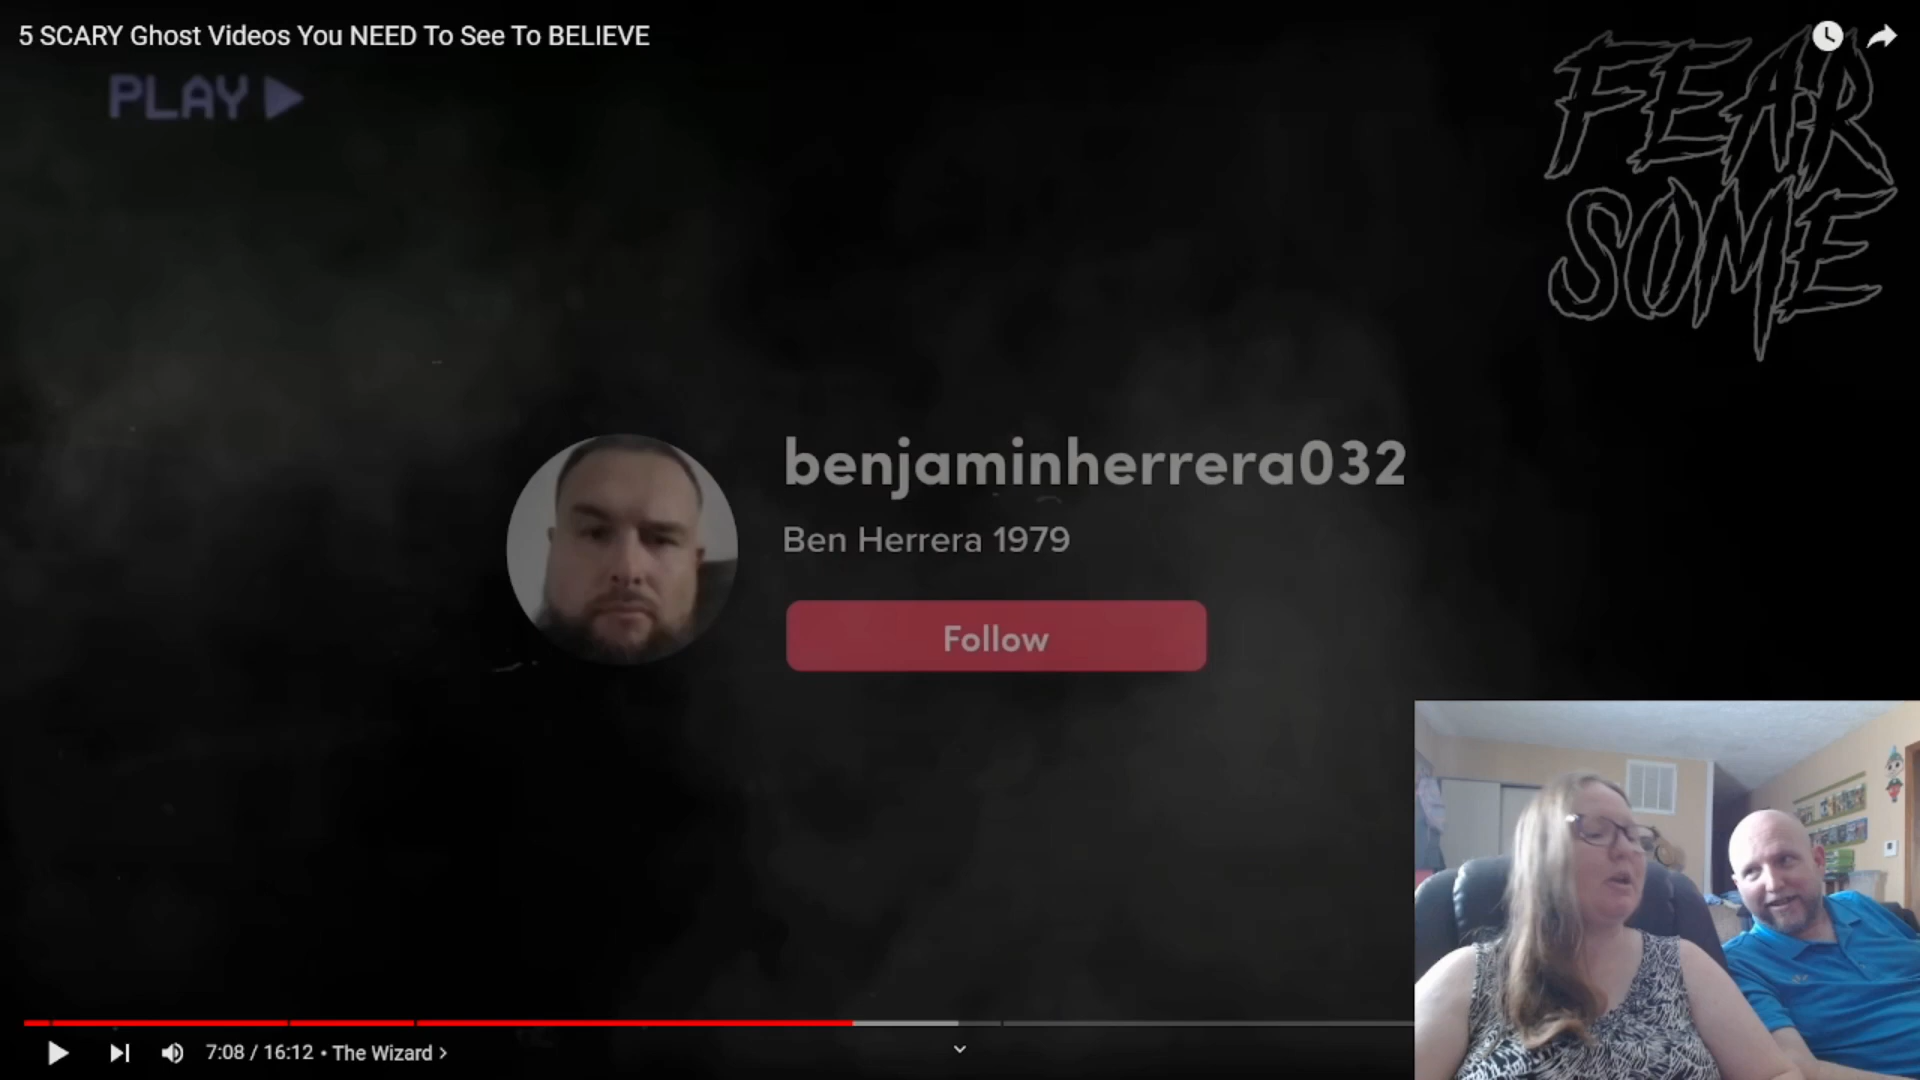 5 SCARY Ghost Videos You NEED To See To BELIEVE
PLAY
FEAR
SOME
benjaminherrera032
Ben Herrera 1979
Follow
7:08 / 16:12 • The Wizard